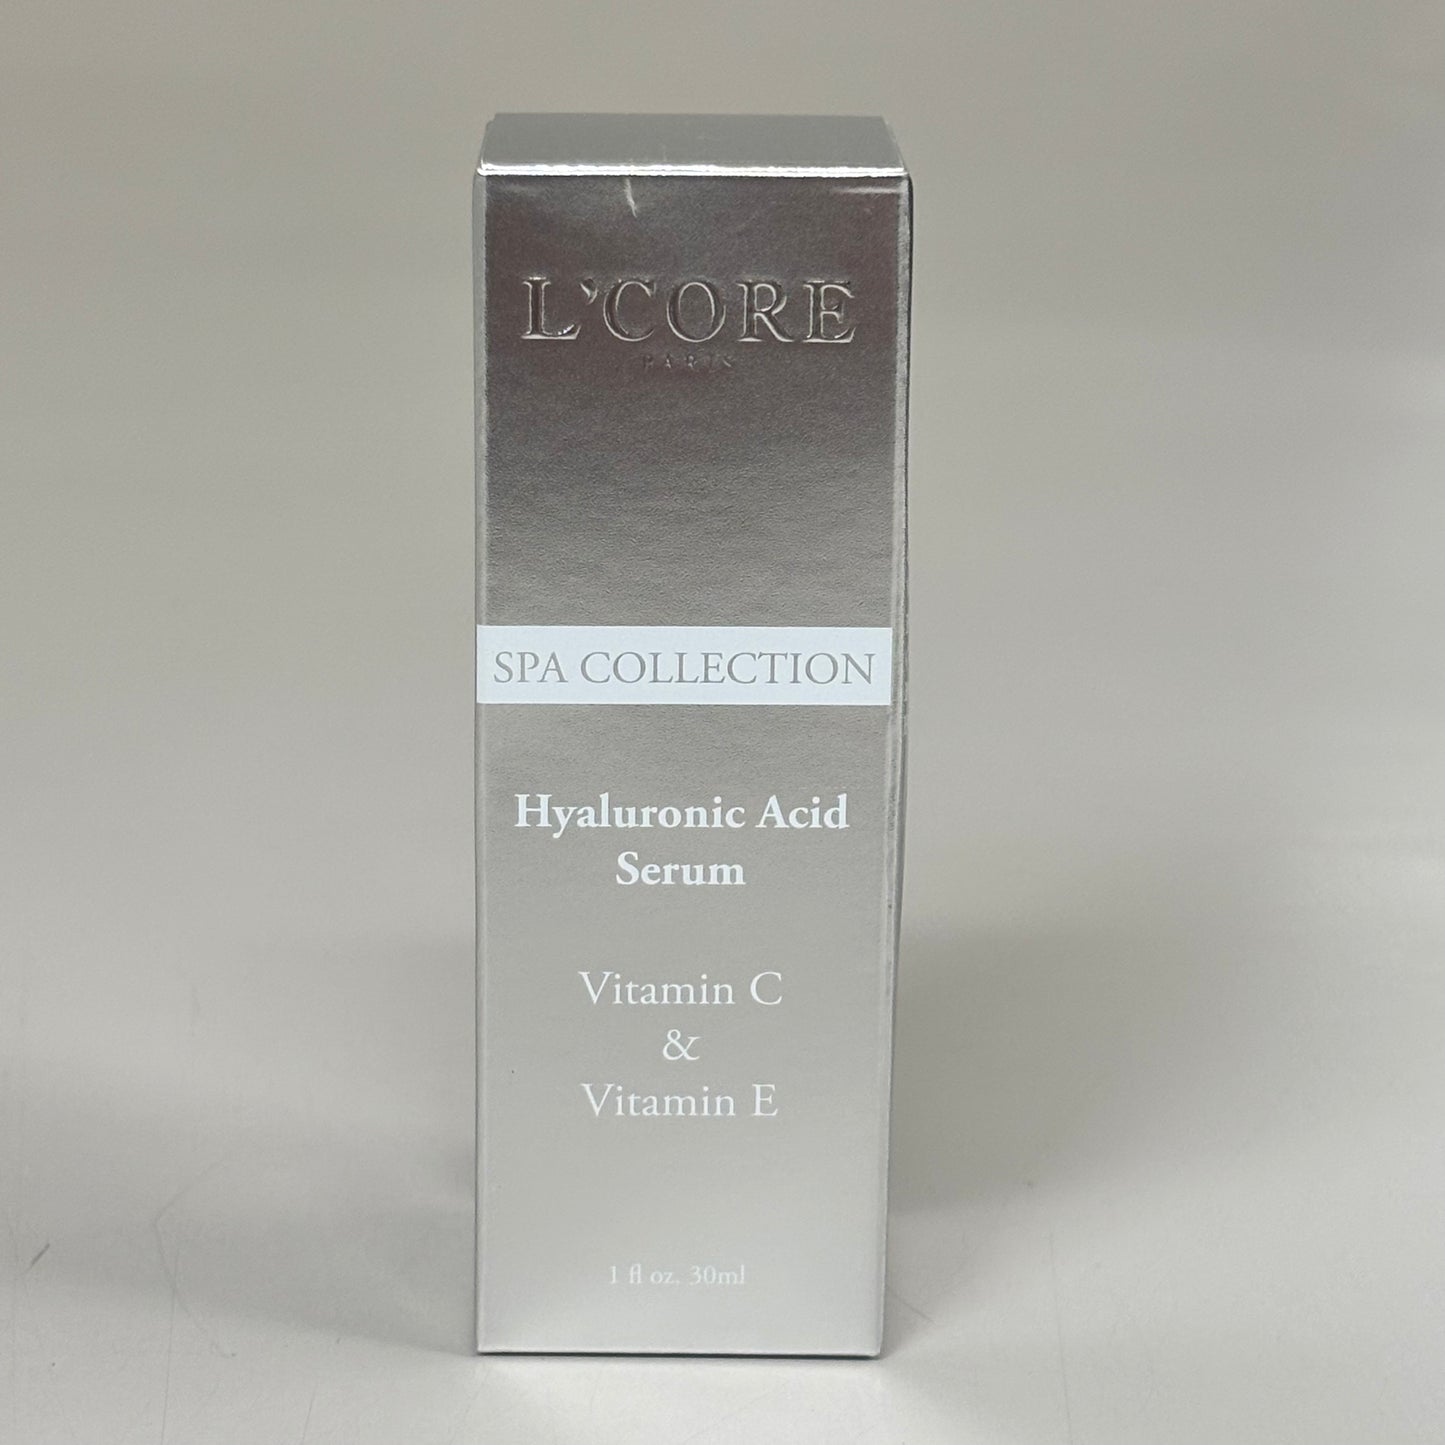 L'CORE
PARIS
SPA COLLECTION
Hyaluronic Acid
Serum
Vitamin C
&
Vitamin E
1 fl oz. 30ml